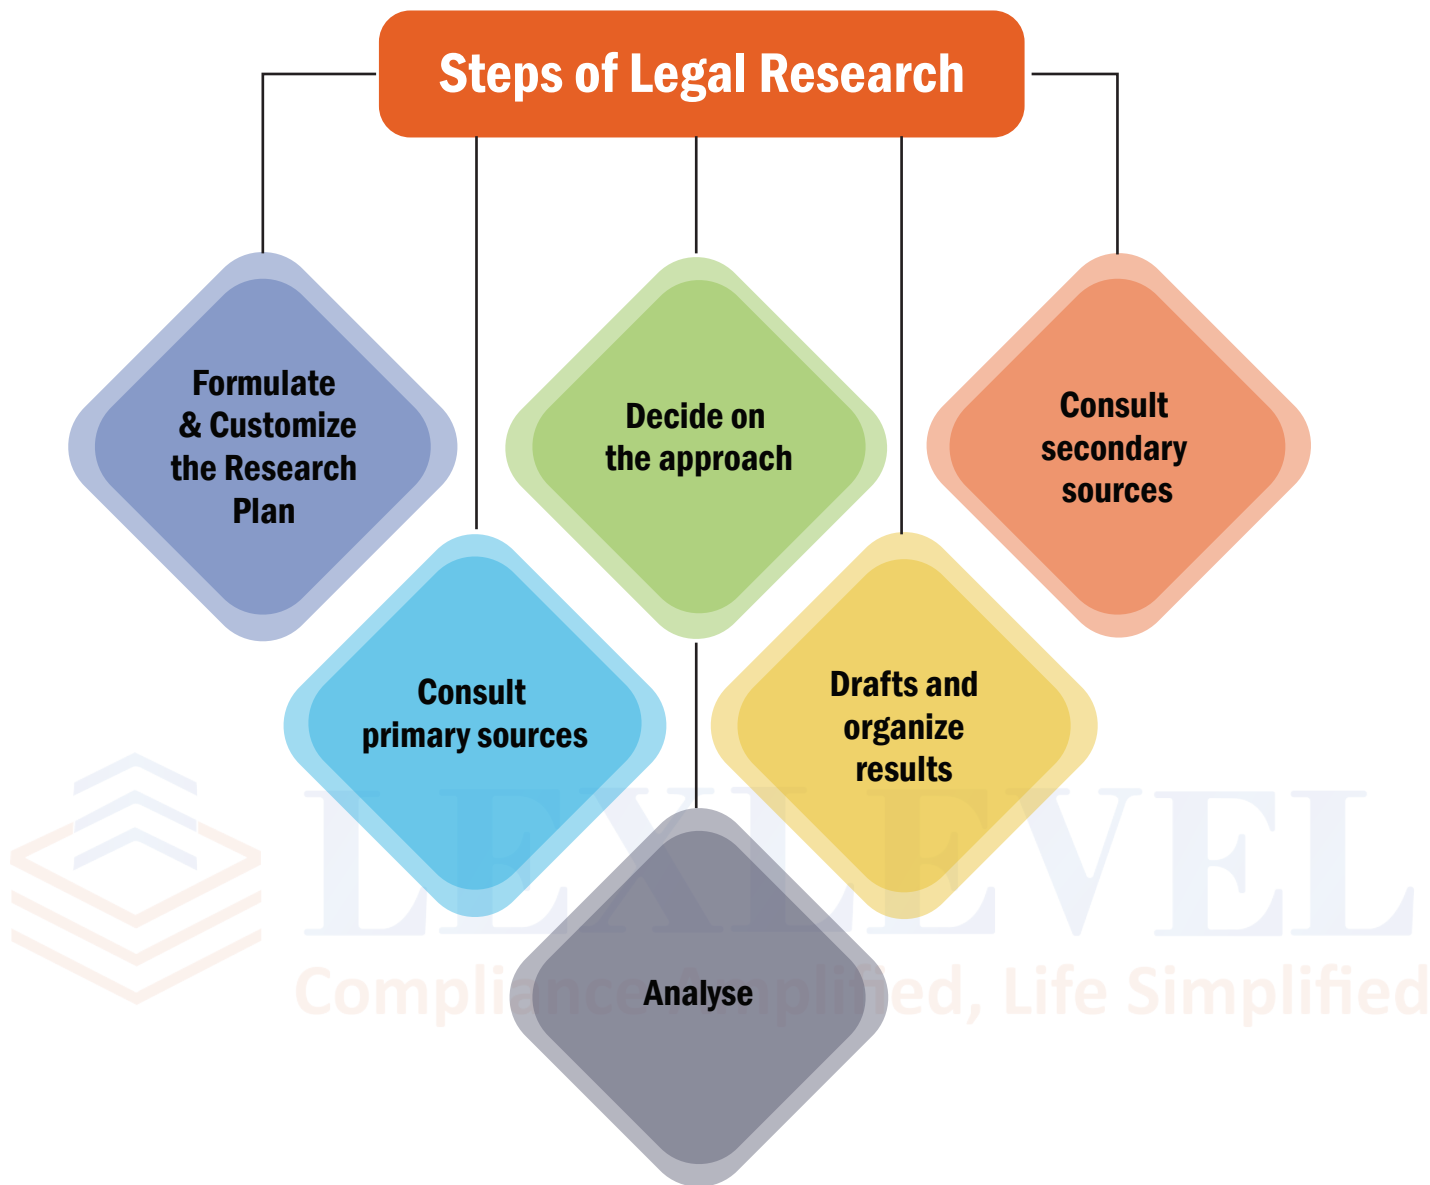 Steps of Legal Research
Formulate
& Customize
the Research
Plan
Decide on
the approach
Consult
secondary
sources
Consult
primary sources
Drafts and
organize
results
Analyse
LEXLEVEL
Compliance Amplified, Life Simplified